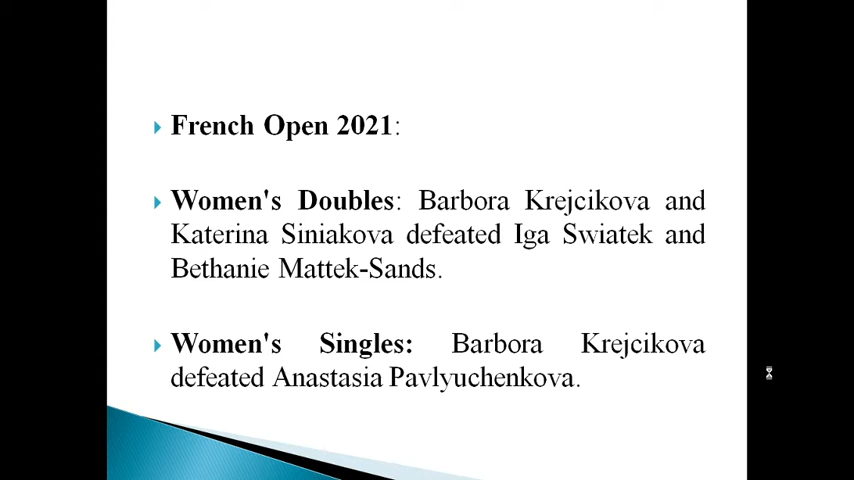 French Open 2021:
Women's Doubles: Barbora Krejcikova and
Katerina Siniakova defeated Iga Swiatek and
Bethanie Mattek-Sands.
Women's Singles: Barbora Krejcikova
defeated Anastasia Pavlyuchenkova.